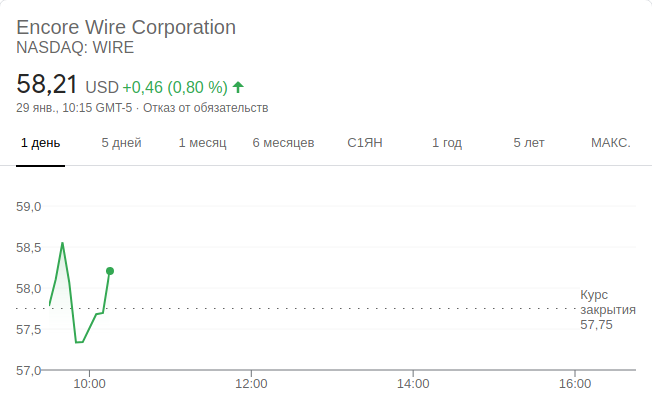 Encore Wire Corporation
NASDAQ: WIRE
58,21 USD +0,46 (0,80 %)
29 янв., 10:15 GMT-5 · Отказ от обязательств
1 день 5 дней 1 месяц 6 месяцев С1ЯН 1 год 5 лет МАКС.
59,0
58,5
58,0
57,5
57,0
Курс
закрытия
57,75
10:00 12:00 14:00 16:00